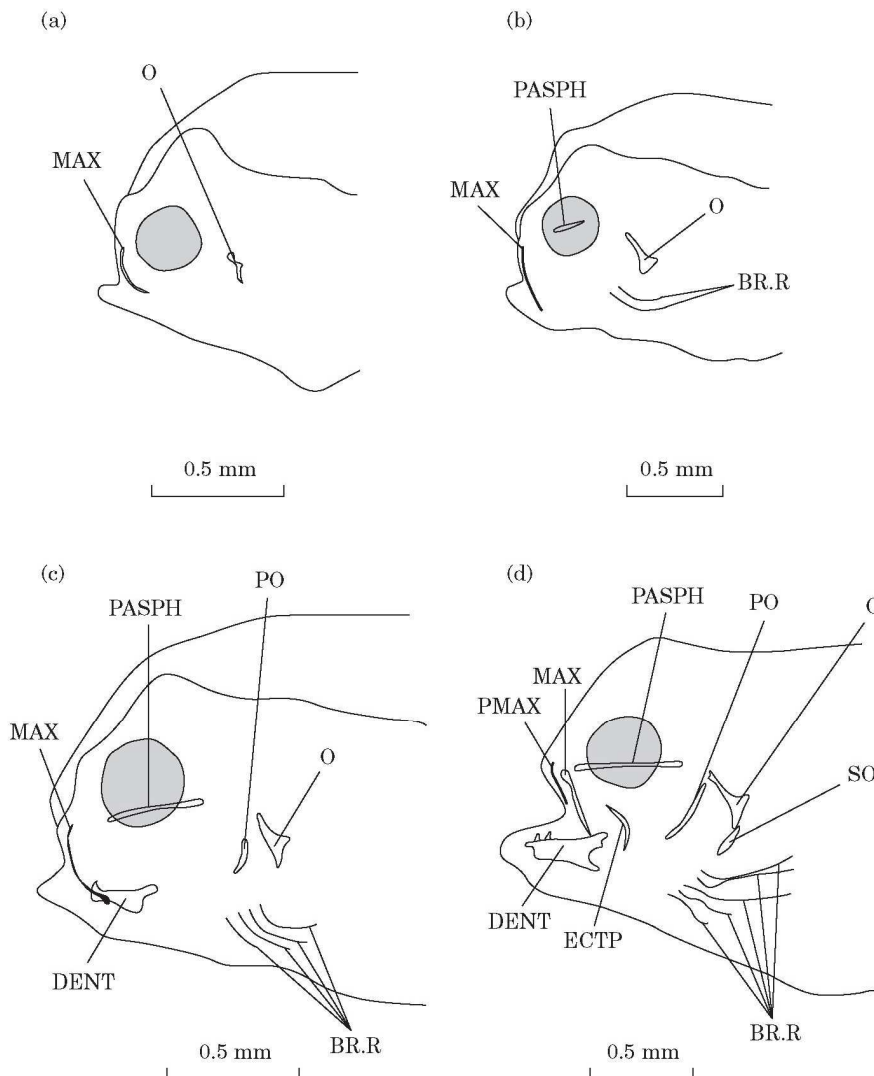 (a)
O
MAX
0.5 mm
(b)
PASPH
MAX
O
BR.R
0.5 mm
(c)
PO
PASPH
MAX
O
DENT
BR.R
0.5 mm
(d)
PASPH
PO
MAX
PMAX
SO
DENT
ECTP
BR.R
0.5 mm